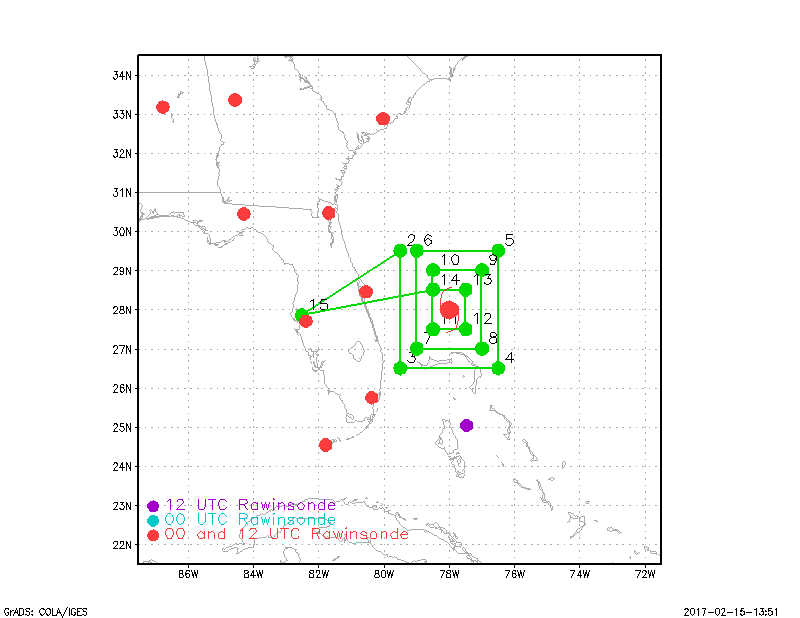 34N
33N
32N
31N
30N
2 6 5
10 9
29N
14 13
15
28N
11 12
7 8
27N
3 4
26N
25N
24N
23N
12 UTC Rawinsonde
00 UTC Rawinsonde
00 and 12 UTC Rawinsonde
22N
86W 84W 82W 80W 78W 76W 74W 72W
GrADS: COLA/IGES 2017-02-15-13:51